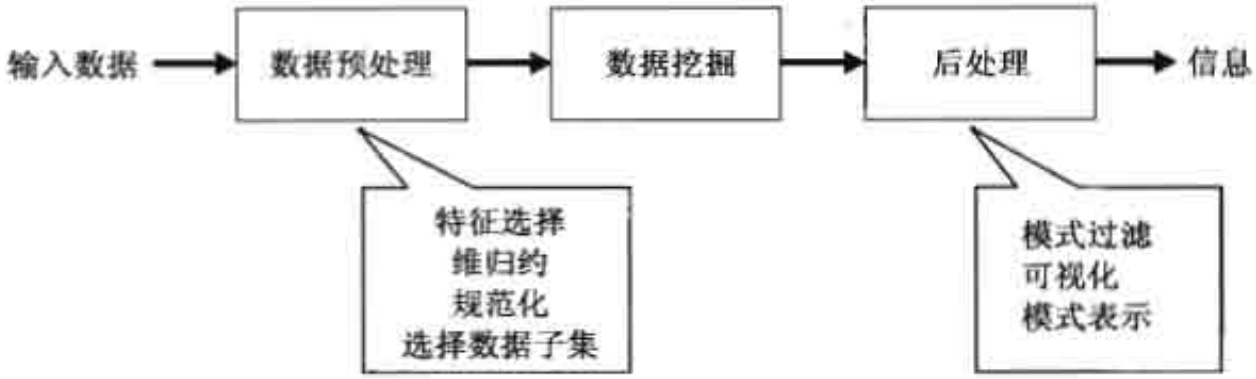 输入数据
数据预处理
数据挖掘
后处理
信息
特征选择
维归约
规范化
选择数据子集
模式过滤
可视化
模式表示